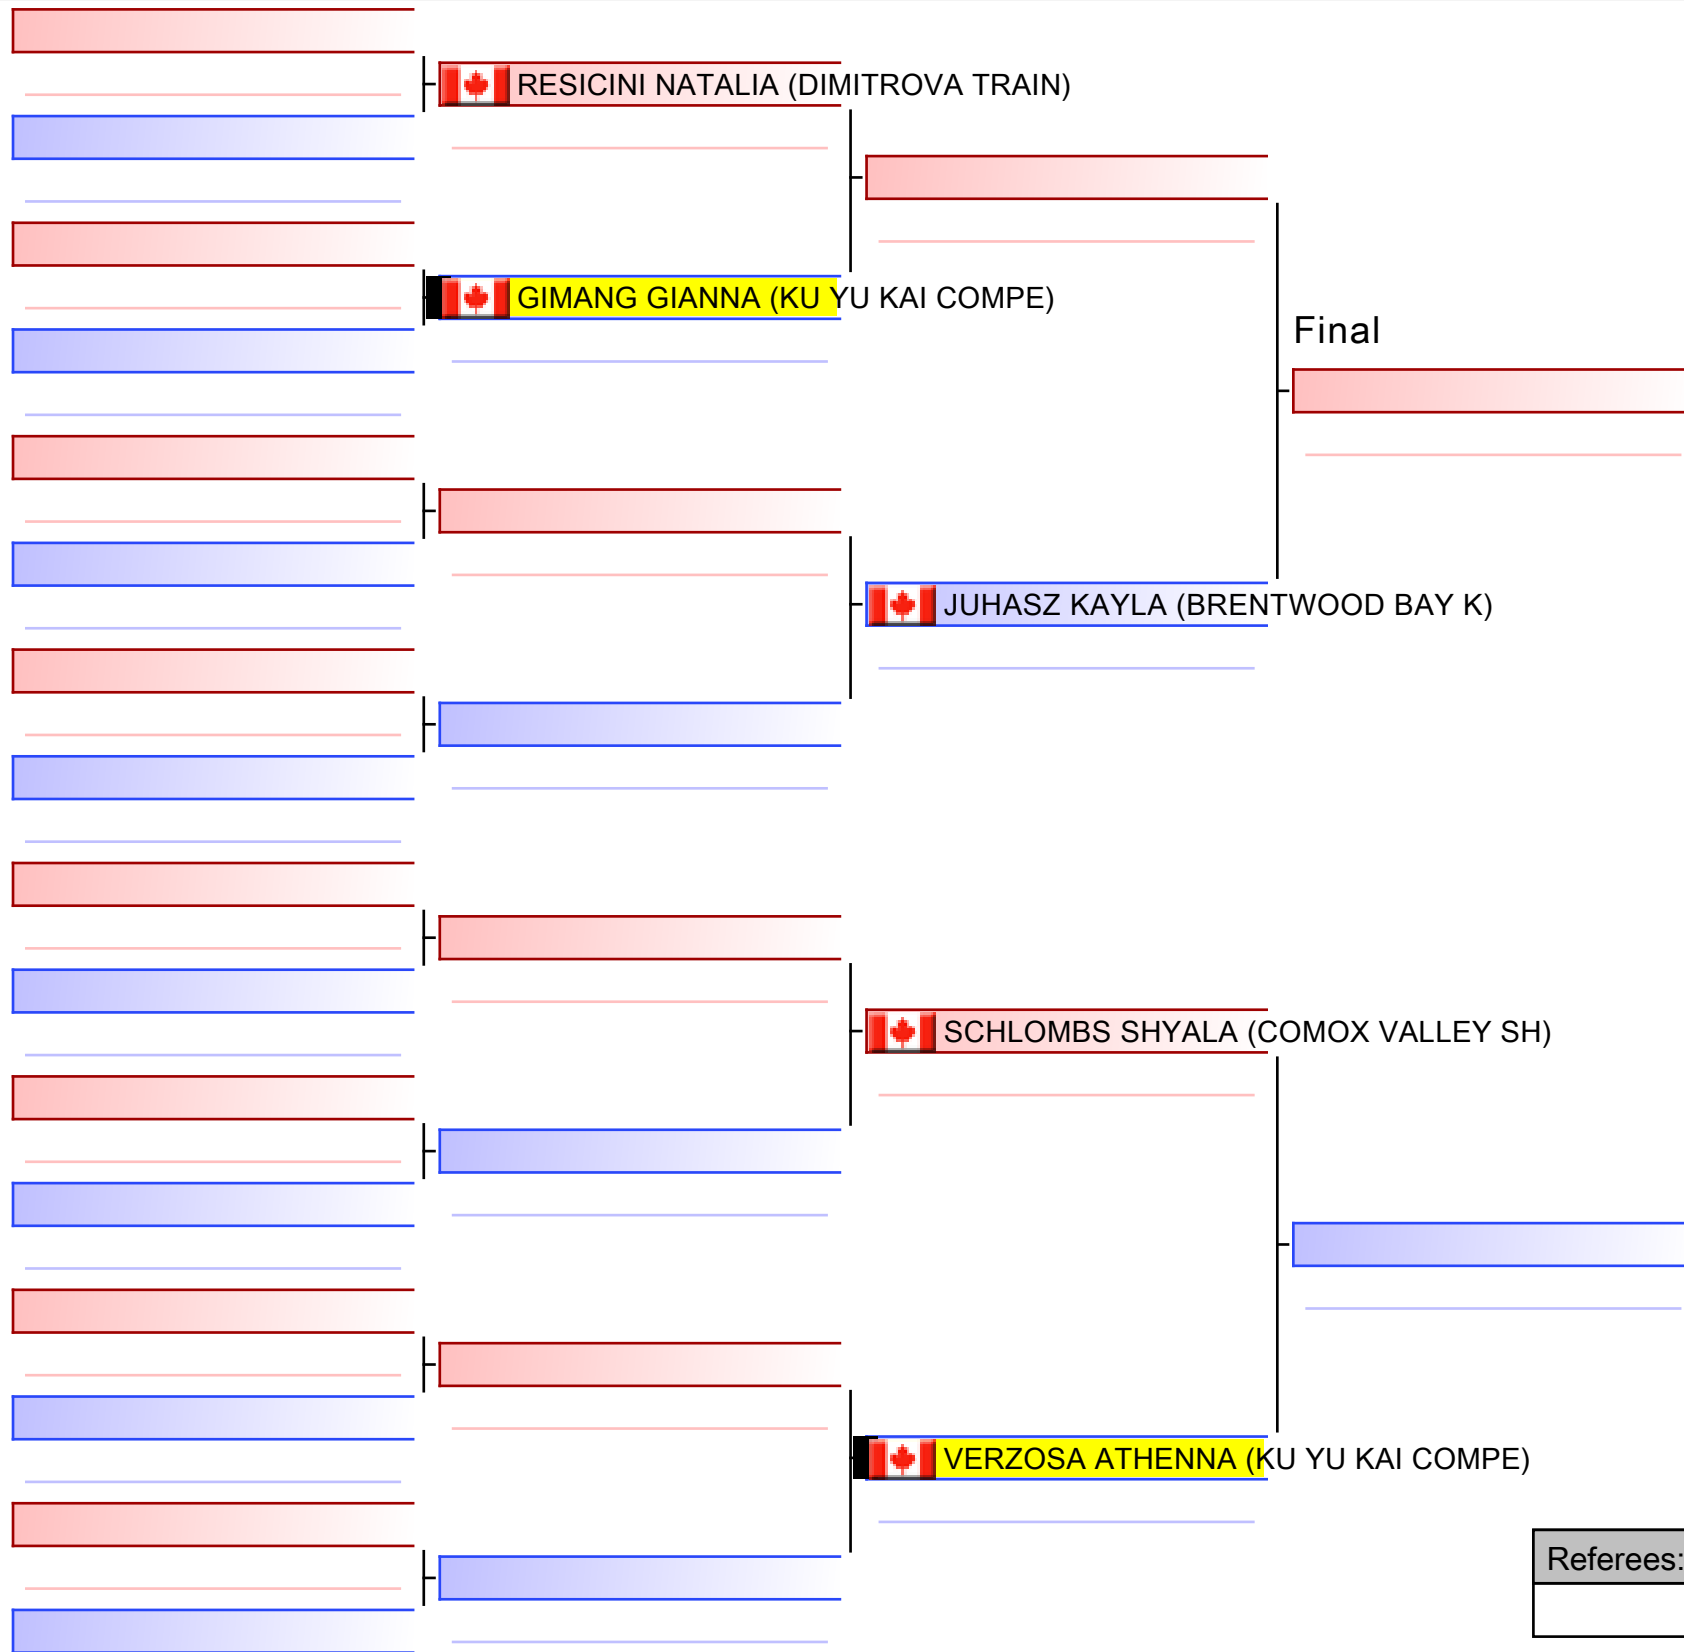 RESICINI NATALIA (DIMITROVA TRAIN)
GIMANG GIANNA (KU YU KAI COMPE)
Final
JUHASZ KAYLA (BRENTWOOD BAY K)
SCHLOMBS SHYALA (COMOX VALLEY SH)
VERZOSA ATHENNA (KU YU KAI COMPE)
Referees: